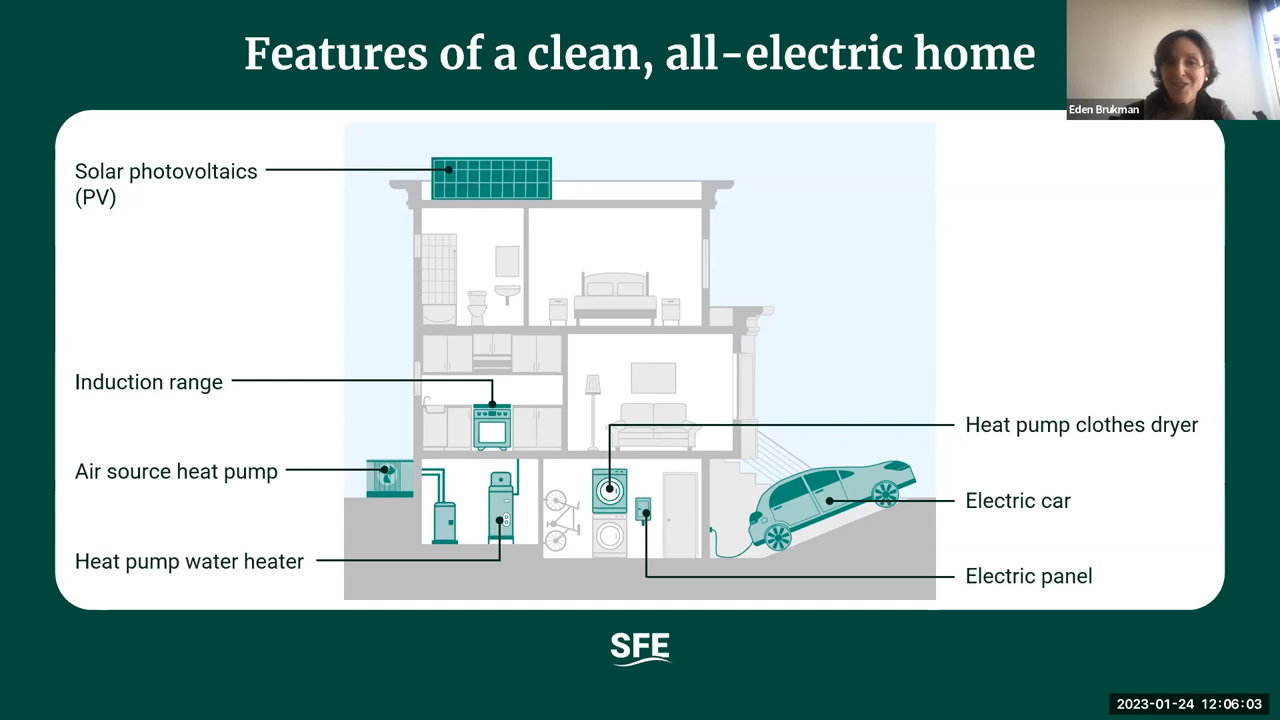 Features of a clean, all-electric home
Eden Brukman
Solar photovoltaics
(PV)
Induction range
Air source heat pump
Heat pump water heater
Heat pump clothes dryer
Electric car
Electric panel
SFE
2023-01-24 12:06:03